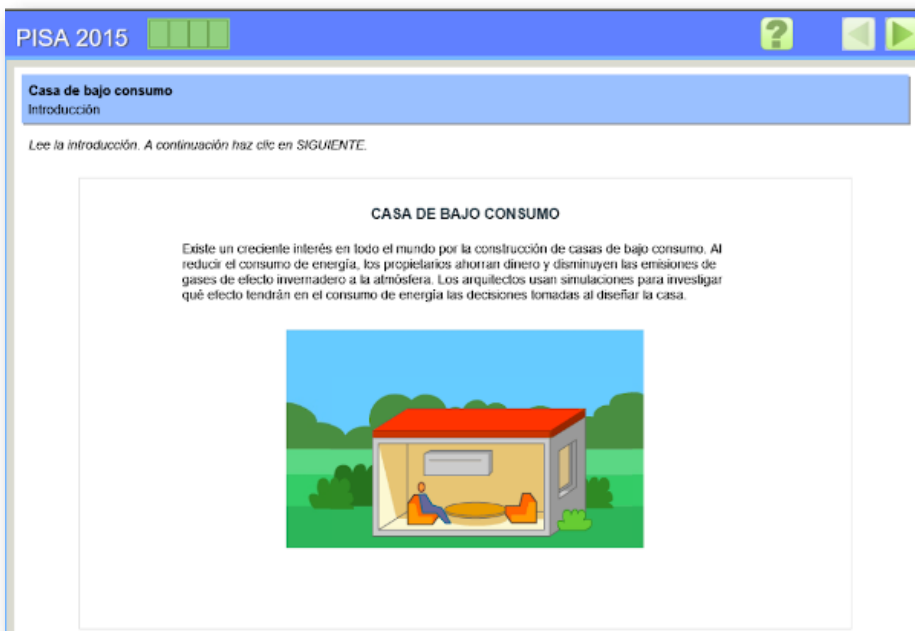 PISA 2015
?
Casa de bajo consumo
Introducción
Lee la introducción. A continuación haz clic en SIGUIENTE.
CASA DE BAJO CONSUMO
Existe un creciente interés en todo el mundo por la construcción de casas de bajo consumo. Al
reducir el consumo de energía, los propietarios ahorran dinero y disminuyen las emisiones de
gases de efecto invernadero a la atmósfera. Los arquitectos usan simulaciones para investigar
qué efecto tendrán en el consumo de energía las decisiones tomadas al diseñar la casa.